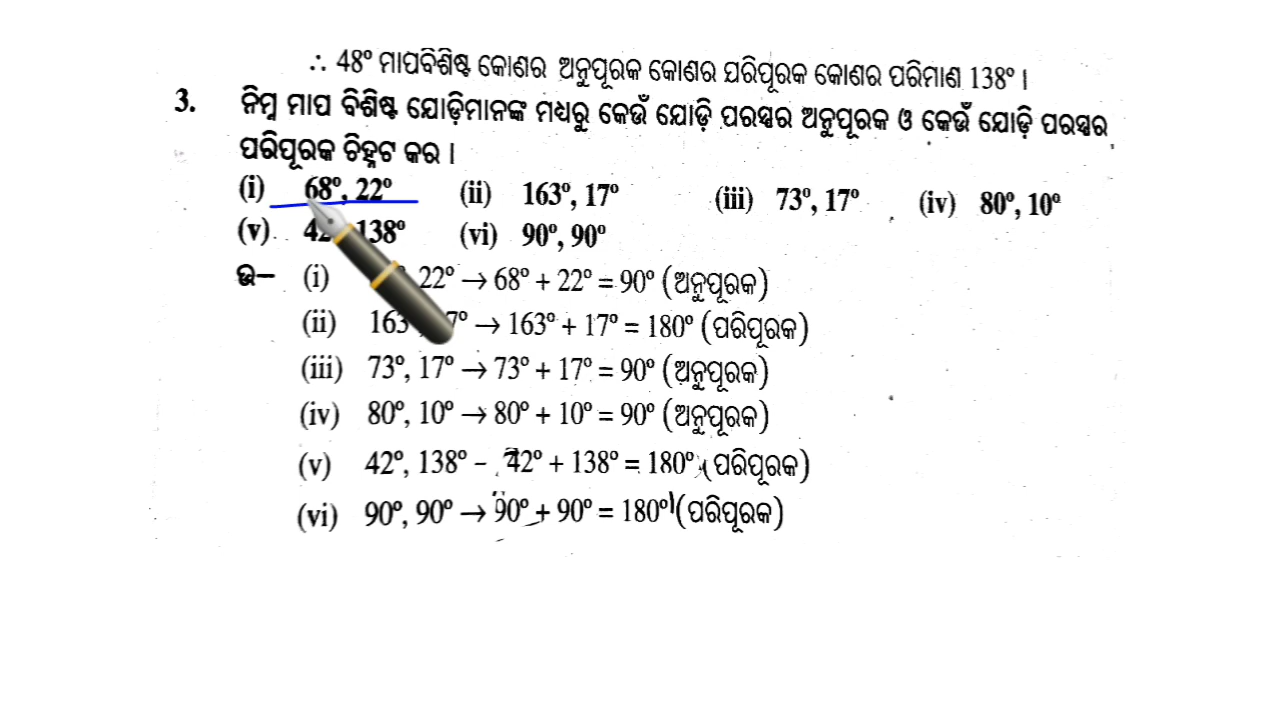 ∴ 48° ମାପବିଶିଷ୍ଟ କୋଣର ଅନୁପୂରକ କୋଣର ପରିପୂରକ କୋଣର ପରିମାଣ 138° ।
3. ନିମ୍ନ ମାପ ବିଶିଷ୍ଟ ଯୋଡ଼ିମାନଙ୍କ ମଧ୍ୟରୁ କେଉଁ ଯୋଡ଼ି ପରସ୍ପର ଅନୁପୂରକ ଓ କେଉଁ ଯୋଡ଼ି ପରସ୍ପର
ପରିପୂରକ ଚିହ୍ନଟ କର ।
(i) 68°, 22° (ii) 163°, 17° (iii) 73°, 17° (iv) 80°, 10°
(v) 138° (vi) 90°, 90°
ଉ– (i) 22° → 68° + 22° = 90° (ଅନୁପୂରକ)
(ii) 163 → 163° + 17° = 180° (ପରିପୂରକ)
(iii) 73°, 17° → 73° + 17° = 90° (ଅନୁପୂରକ)
(iv) 80°, 10° → 80° + 10° = 90° (ଅନୁପୂରକ)
(v) 42°, 138° – 42° + 138° = 180° (ପରିପୂରକ)
(vi) 90°, 90° → 90° + 90° = 180° (ପରିପୂରକ)